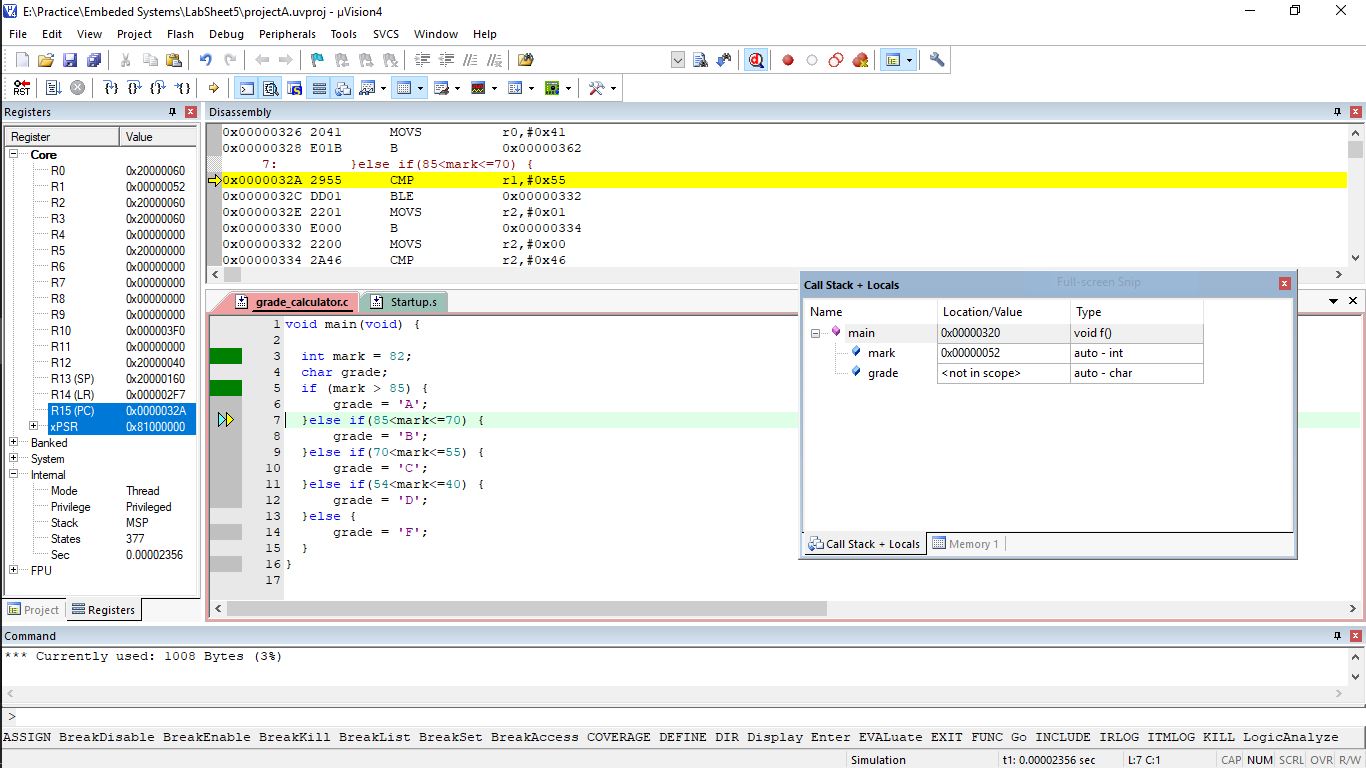 E:\Practice\Embeded Systems\LabSheet5\projectA.uvproj - µVision4
File Edit View Project Flash Debug Peripherals Tools SVCS Window Help
Registers
Register Value
Core
R0 0x20000060
R1 0x00000052
R2 0x20000060
R3 0x20000060
R4 0x00000000
R5 0x20000000
R6 0x00000000
R7 0x00000000
R8 0x00000000
R9 0x00000000
R10 0x000003F0
R11 0x00000000
R12 0x20000040
R13 (SP) 0x20000160
R14 (LR) 0x000002F7
R15 (PC) 0x0000032A
xPSR 0x81000000
Banked
System
Internal
Mode Thread
Privilege Privileged
Stack MSP
States 377
Sec 0.00002356
FPU
Project Registers
Disassembly
0x00000326 2041 MOVS r0,#0x41
0x00000328 E01B B 0x00000362
7: }else if(85<mark<=70) {
0x0000032A 2955 CMP r1,#0x55
0x0000032C DD01 BLE 0x00000332
0x0000032E 2201 MOVS r2,#0x01
0x00000330 E000 B 0x00000334
0x00000332 2200 MOVS r2,#0x00
0x00000334 2A46 CMP r2,#0x46
grade_calculator.c Startup.s
1 void main(void) {
2
3 int mark = 82;
4 char grade;
5 if (mark > 85) {
6 grade = 'A';
7 }else if(85<mark<=70) {
8 grade = 'B';
9 }else if(70<mark<=55) {
10 grade = 'C';
11 }else if(54<mark<=40) {
12 grade = 'D';
13 }else {
14 grade = 'F';
15 }
16 }
17
Full-screen Snip
Call Stack + Locals
Name Location/Value Type
main 0x00000320 void f()
mark 0x00000052 auto - int
grade <not in scope> auto - char
Call Stack + Locals Memory 1
Command
*** Currently used: 1008 Bytes (3%)
>
ASSIGN BreakDisable BreakEnable BreakKill BreakList BreakSet BreakAccess COVERAGE DEFINE DIR Display Enter EVALuate EXIT FUNC Go INCLUDE IRLOG ITMLOG KILL LogicAnalyze
Simulation t1: 0.00002356 sec L:7 C:1 CAP NUM SCRL OVR R/W